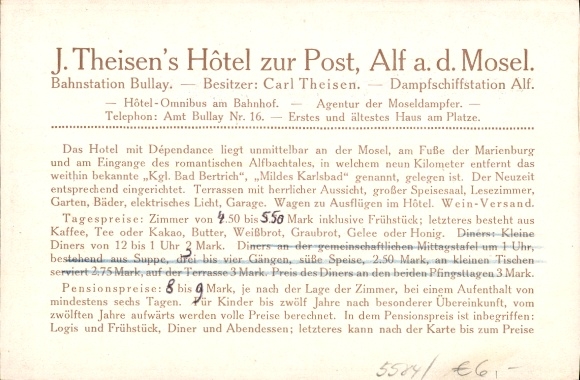 J. Theisen's Hôtel zur Post, Alf a. d. Mosel.
Bahnstation Bullay. — Besitzer: Carl Theisen. — Dampfschiffstation Alf.
— Hôtel-Omnibus am Bahnhof. — Agentur der Moseldampfer. —
Telephon: Amt Bullay Nr. 16. — Erstes und ältestes Haus am Platze.
Das Hotel mit Dépendance liegt unmittelbar an der Mosel, am Fuße der Marienburg
und am Eingange des romantischen Alfbachtales, in welchem neun Kilometer entfernt das
weithin bekannte „Kgl. Bad Bertrich“, „Mildes Karlsbad“ genannt, gelegen ist. Der Neuzeit
entsprechend eingerichtet. Terrassen mit herrlicher Aussicht, großer Speisesaal, Lesezimmer,
Garten, Bäder, elektrisches Licht, Garage. Wagen zu Ausflügen im Hôtel. Wein-Versand.
Tagespreise: Zimmer von 4.50 bis 5.50 Mark inklusive Frühstück; letzteres besteht aus
Kaffee, Tee oder Kakao, Butter, Weißbrot, Graubrot, Gelee oder Honig. Diners: Kleine
Diners von 12 bis 1 Uhr 2 Mark. Diners an der gemeinschaftlichen Mittagstafel um 1 Uhr,
bestehend aus Suppe, drei bis vier Gängen, süße Speise, 2.50 Mark, an kleinen Tischen
serviert 2.75 Mark, auf der Terrasse 3 Mark. Preis des Diners an den beiden Pfingsttagen 3 Mark.
Pensionspreise: 8 bis 9 Mark, je nach der Lage der Zimmer, bei einem Aufenthalt von
mindestens sechs Tagen. Für Kinder bis zwölf Jahre nach besonderer Übereinkunft, vom
zwölften Jahre aufwärts werden volle Preise berechnet. In dem Pensionspreis ist inbegriffen:
Logis und Frühstück, Diner und Abendessen; letzteres kann nach der Karte bis zum Preise
5584/ €6,-